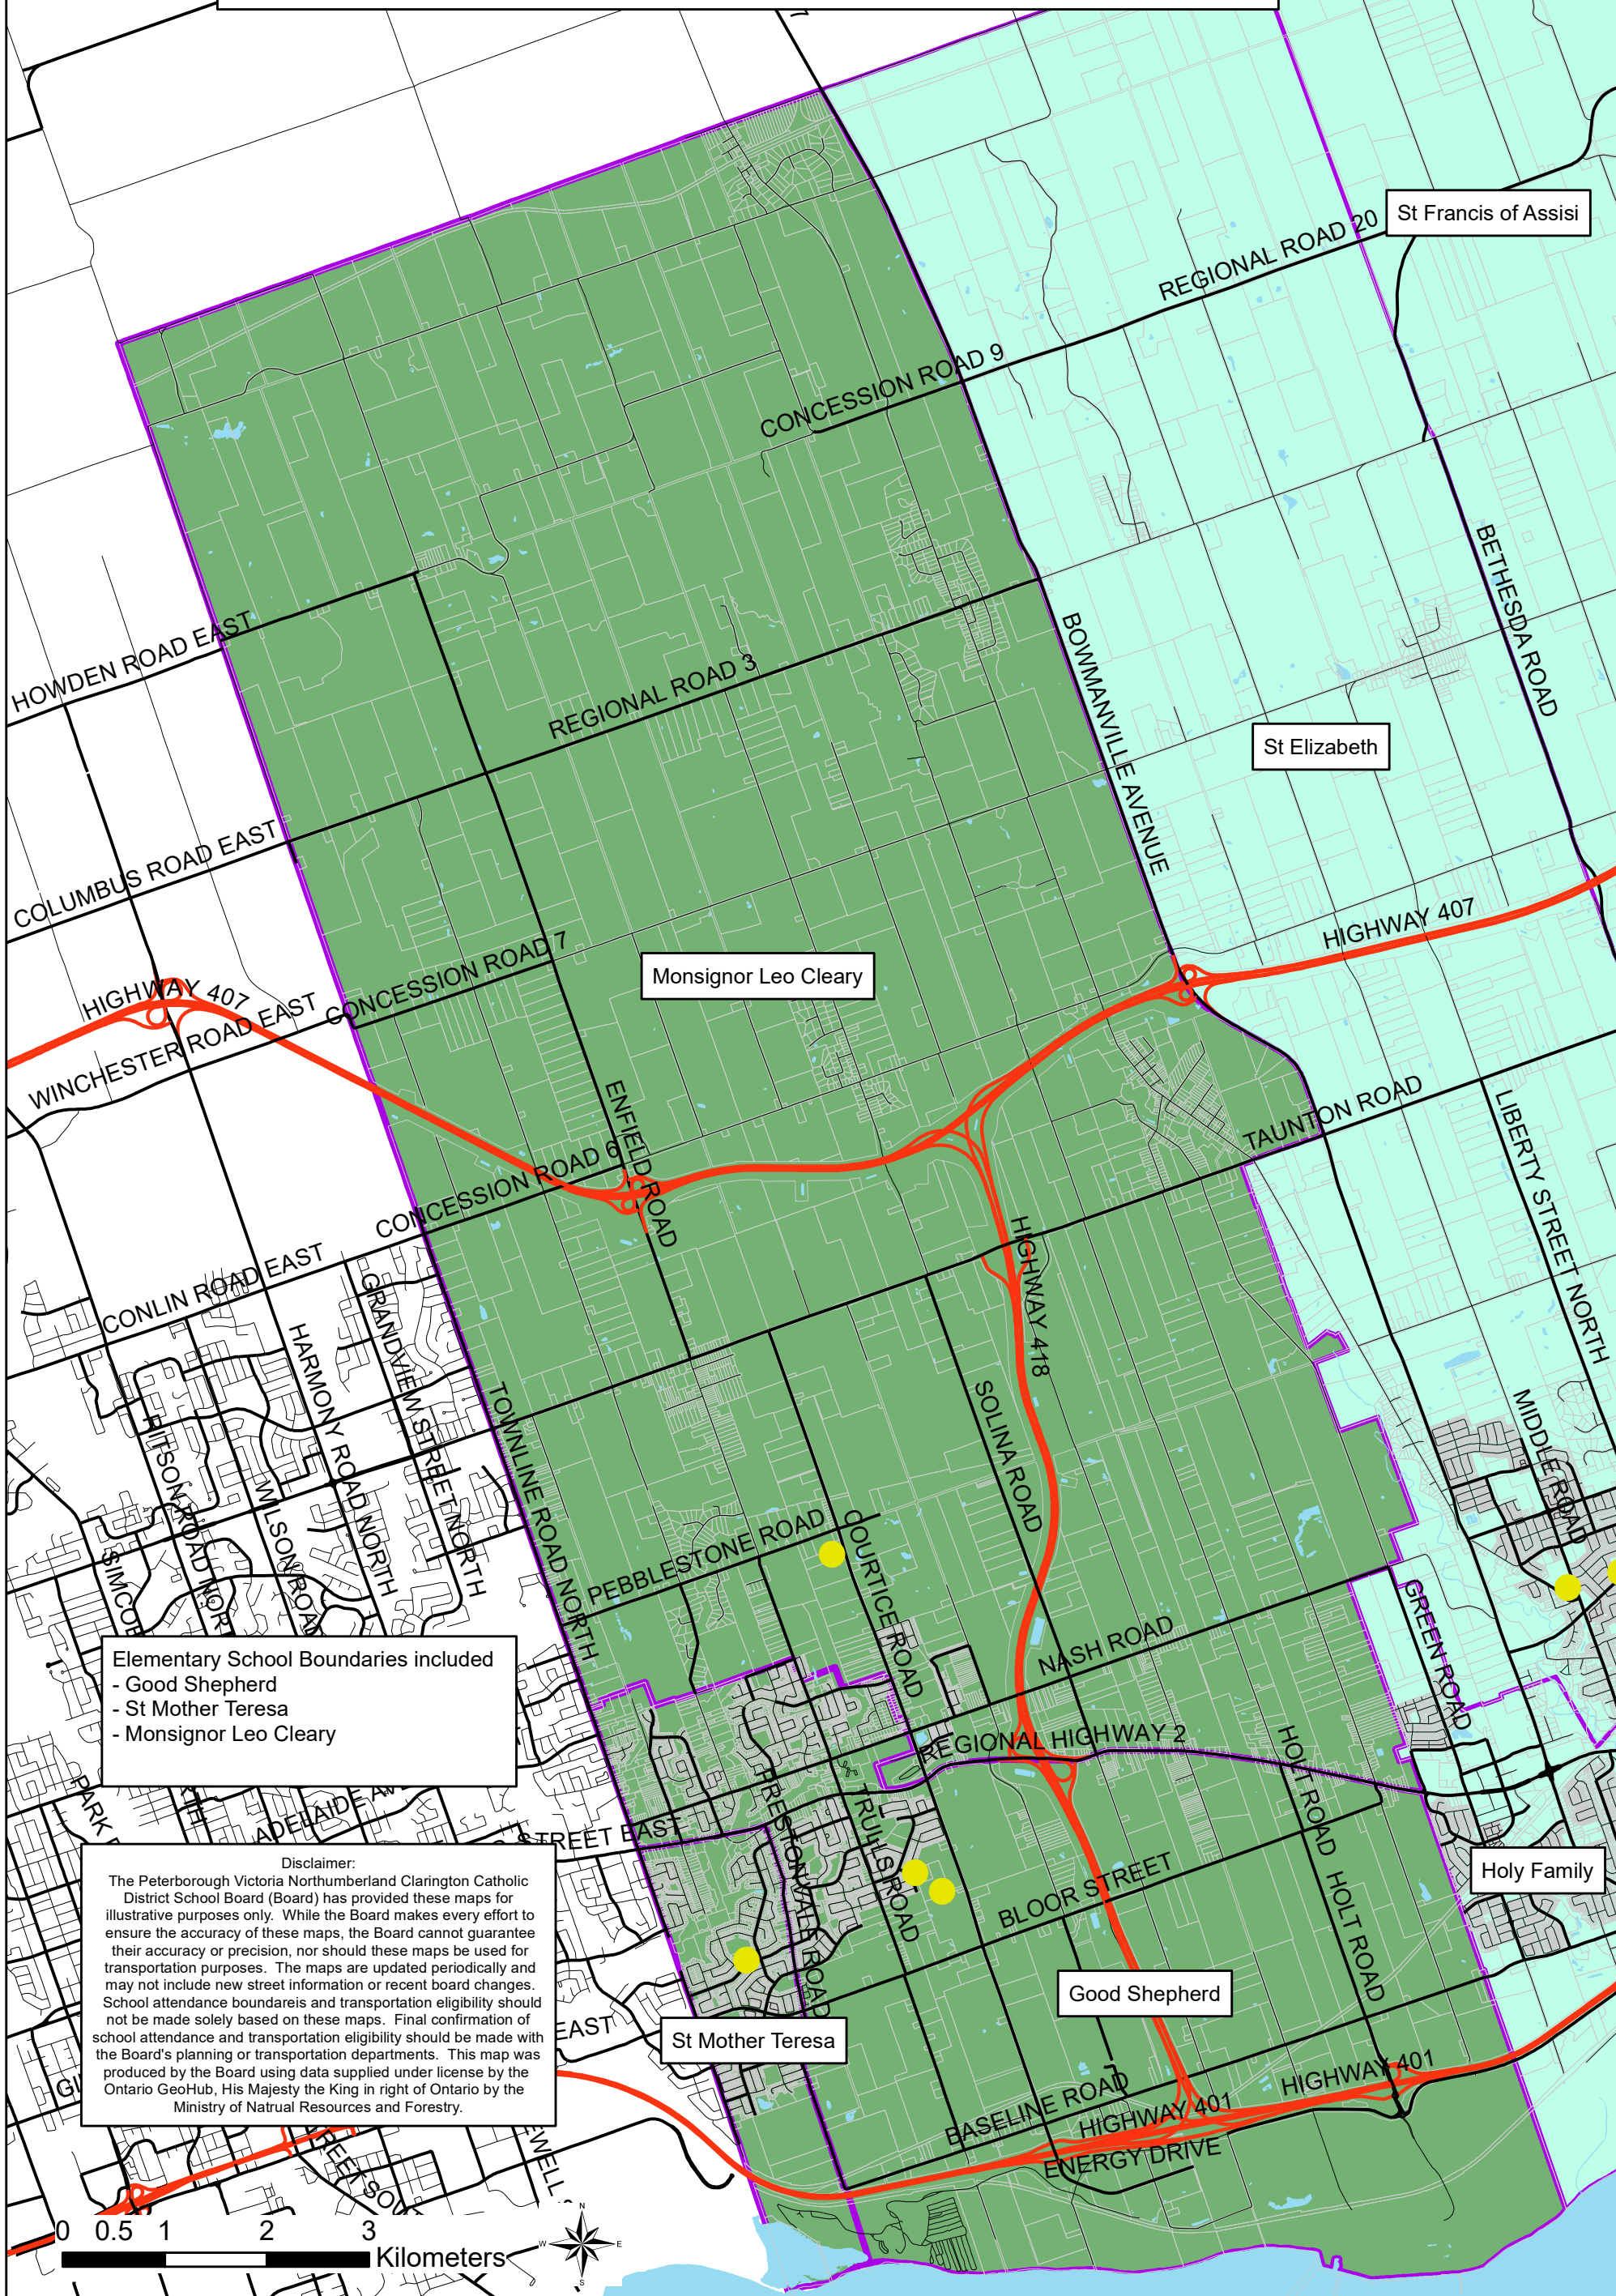 7
St Francis of Assisi
REGIONAL ROAD 20
CONCESSION ROAD 9
BETHESDA ROAD
HOWDEN ROAD EAST
REGIONAL ROAD 3
BOWMANVILLE AVENUE
St Elizabeth
COLUMBUS ROAD EAST
HIGHWAY 407
CONCESSION ROAD 7
Monsignor Leo Cleary
HIGHWAY 407
WINCHESTER ROAD EAST
ENFIELD ROAD
TAUNTON ROAD
LIBERTY STREET NORTH
CONCESSION ROAD 6
CONLIN ROAD EAST
GRANDVIEW STREET NORTH
HARMONY ROAD NORTH
HIGHWAY 418
TOWNLINE ROAD NORTH
SOLINA ROAD
MIDDLE ROAD
RITSON ROAD NORTH
WILSON ROAD
SIMCOE
PEBBLESTONE ROAD
COURTICE ROAD
NASH ROAD
GREEN ROAD
Elementary School Boundaries included
- Good Shepherd
- St Mother Teresa
- Monsignor Leo Cleary
REGIONAL HIGHWAY 2
HOLT ROAD
PARK
RTH
ADELAIDE AV
STREET EAST
PRESTONVALE ROAD
TRULLS ROAD
BLOOR STREET
HOLT ROAD
Holy Family
Disclaimer:
The Peterborough Victoria Northumberland Clarington Catholic
District School Board (Board) has provided these maps for
illustrative purposes only. While the Board makes every effort to
ensure the accuracy of these maps, the Board cannot guarantee
their accuracy or precision, nor should these maps be used for
transportation purposes. The maps are updated periodically and
may not include new street information or recent board changes.
School attendance boundareis and transportation eligibility should
not be made solely based on these maps. Final confirmation of
school attendance and transportation eligibility should be made with
the Board's planning or transportation departments. This map was
produced by the Board using data supplied under license by the
Ontario GeoHub, His Majesty the King in right of Ontario by the
Ministry of Natrual Resources and Forestry.
Good Shepherd
EAST
St Mother Teresa
GI
BASELINE ROAD
HIGHWAY 401
HIGHWAY 401
ENERGY DRIVE
REET SOU
EWELL S
N
W E
S
0 0.5 1 2 3
Kilometers